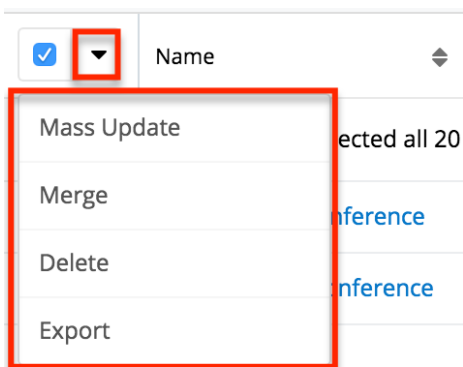 Name
Mass Update
ected all 20
Merge
nference
Delete
nference
Export